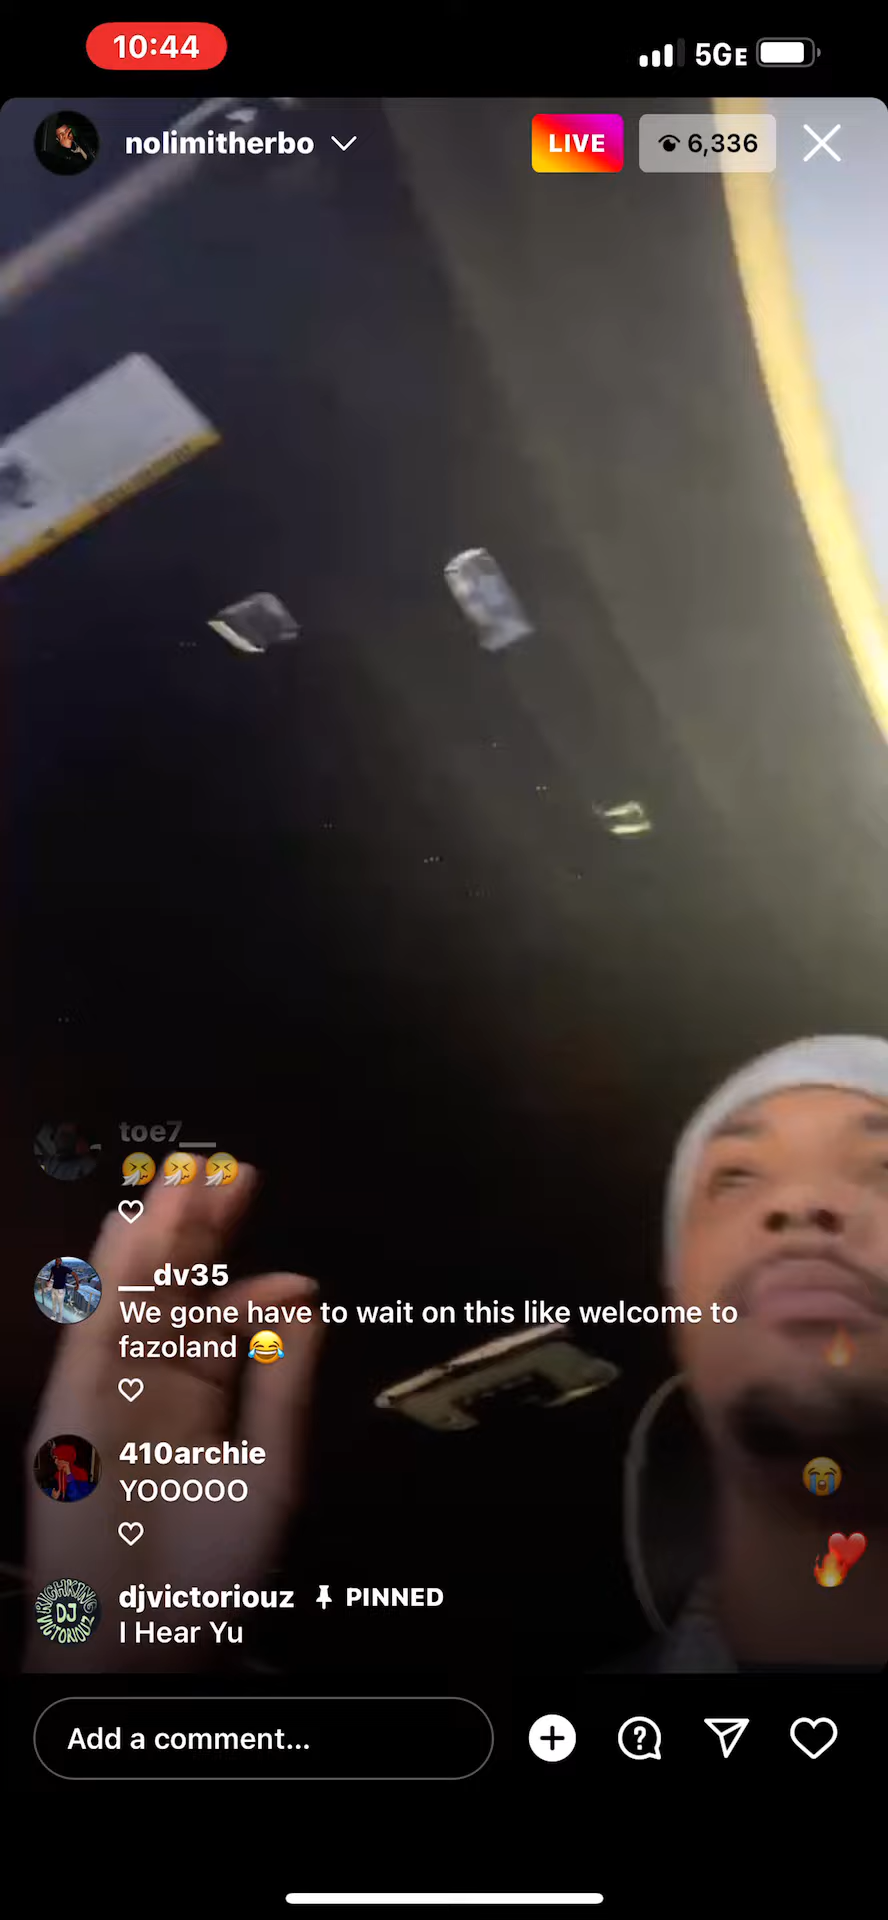 10:44
5GE
nolimitherbo
LIVE
6,336
toe7__
🤧🤧🤧
__dv35
We gone have to wait on this like welcome to
fazoland 😂
410archie
YOOOOO
djvictoriouz PINNED
I Hear Yu
Add a comment...